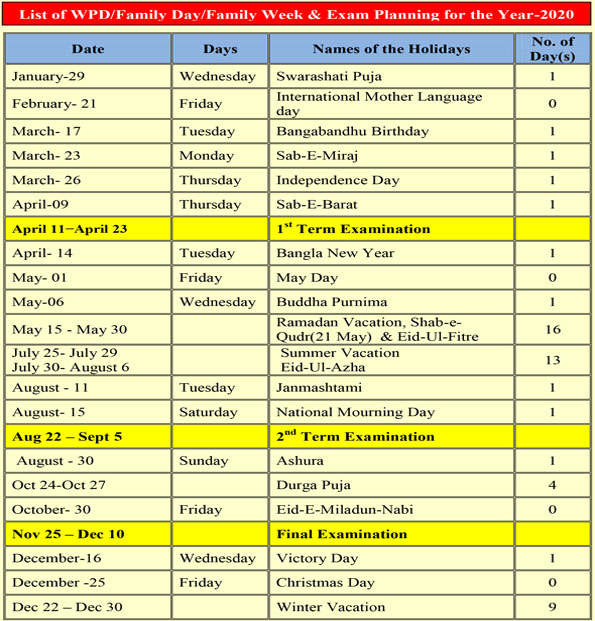 List of WPD/Family Day/Family Week & Exam Planning for the Year-2020
Date Days Names of the Holidays No. of Day(s)
January-29 Wednesday Swarashati Puja 1
February- 21 Friday International Mother Language day 0
March- 17 Tuesday Bangabandhu Birthday 1
March- 23 Monday Sab-E-Miraj 1
March- 26 Thursday Independence Day 1
April-09 Thursday Sab-E-Barat 1
April 11–April 23 1st Term Examination
April- 14 Tuesday Bangla New Year 1
May- 01 Friday May Day 0
May-06 Wednesday Buddha Purnima 1
May 15 - May 30 Ramadan Vacation, Shab-e-Qudr(21 May) & Eid-Ul-Fitre 16
July 25- July 29 Summer Vacation 13
July 30- August 6 Eid-Ul-Azha
August - 11 Tuesday Janmashtami 1
August- 15 Saturday National Mourning Day 1
Aug 22 – Sept 5 2nd Term Examination
August - 30 Sunday Ashura 1
Oct 24-Oct 27 Durga Puja 4
October- 30 Friday Eid-E-Miladun-Nabi 0
Nov 25 – Dec 10 Final Examination
December-16 Wednesday Victory Day 1
December -25 Friday Christmas Day 0
Dec 22 – Dec 30 Winter Vacation 9